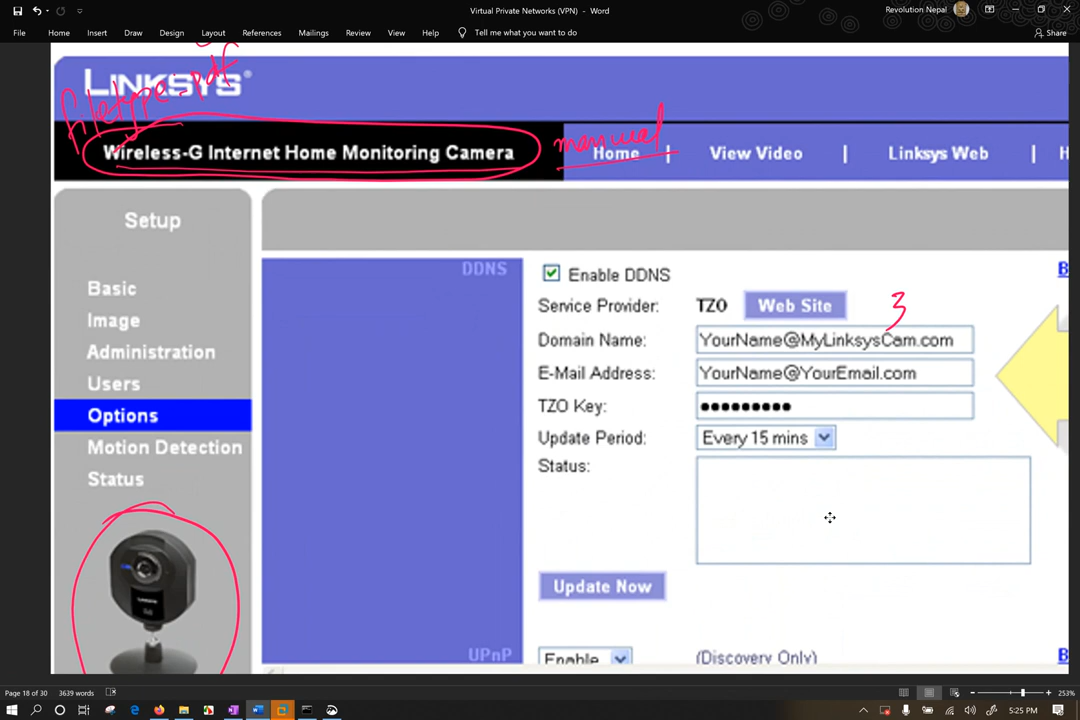 Virtual Private Networks (VPN) - Word
Revolution Nepal
File Home Insert Draw Design Layout References Mailings Review View Help Tell me what you want to do Share
LINKSYS®
filetype-pdf
Wireless-G Internet Home Monitoring Camera
manual
Home | View Video | Linksys Web | H
Setup
Basic
Image
Administration
Users
Options
Motion Detection
Status
LINKSYS
DDNS
Enable DDNS
Service Provider: TZO Web Site
3
Domain Name: YourName@MyLinksysCam.com
E-Mail Address: YourName@YourEmail.com
TZO Key: •••••••••
Update Period: Every 15 mins
Status:
Update Now
UPnP
Enable (Discovery Only)
Page 18 of 30 3639 words 253%
5:25 PM